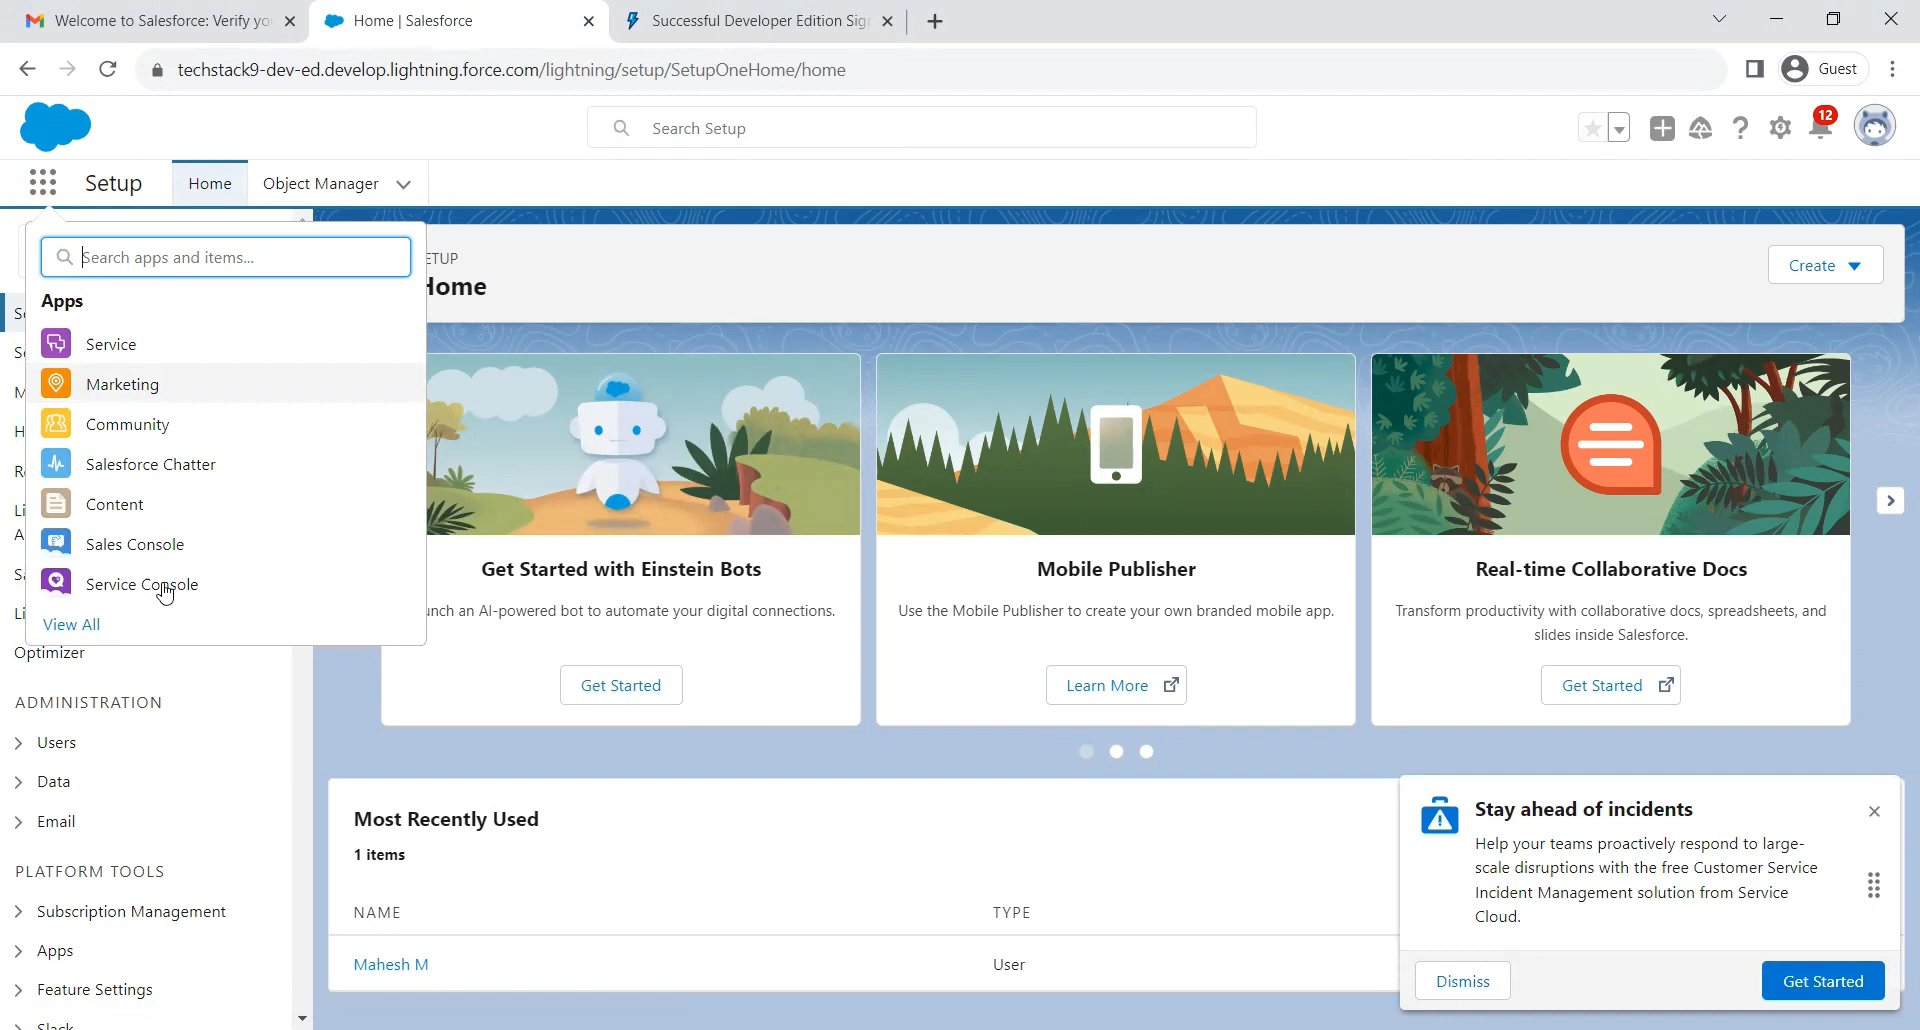 Welcome to Salesforce: Verify yo
Home | Salesforce
Successful Developer Edition Sig
techstack9-dev-ed.develop.lightning.force.com/lightning/setup/SetupOneHome/home
Guest
Search Setup
12
Setup
Home
Object Manager
Search apps and items...
Apps
Service
Marketing
Community
Salesforce Chatter
Content
Sales Console
Service Console
View All
Optimizer
ADMINISTRATION
Users
Data
Email
PLATFORM TOOLS
Subscription Management
Apps
Feature Settings
Slack
ETUP
Home
Create
Get Started with Einstein Bots
unch an AI-powered bot to automate your digital connections.
Get Started
Mobile Publisher
Use the Mobile Publisher to create your own branded mobile app.
Learn More
Real-time Collaborative Docs
Transform productivity with collaborative docs, spreadsheets, and
slides inside Salesforce.
Get Started
Most Recently Used
1 items
NAME
TYPE
Mahesh M
User
Stay ahead of incidents
Help your teams proactively respond to large-
scale disruptions with the free Customer Service
Incident Management solution from Service
Cloud.
Dismiss
Get Started